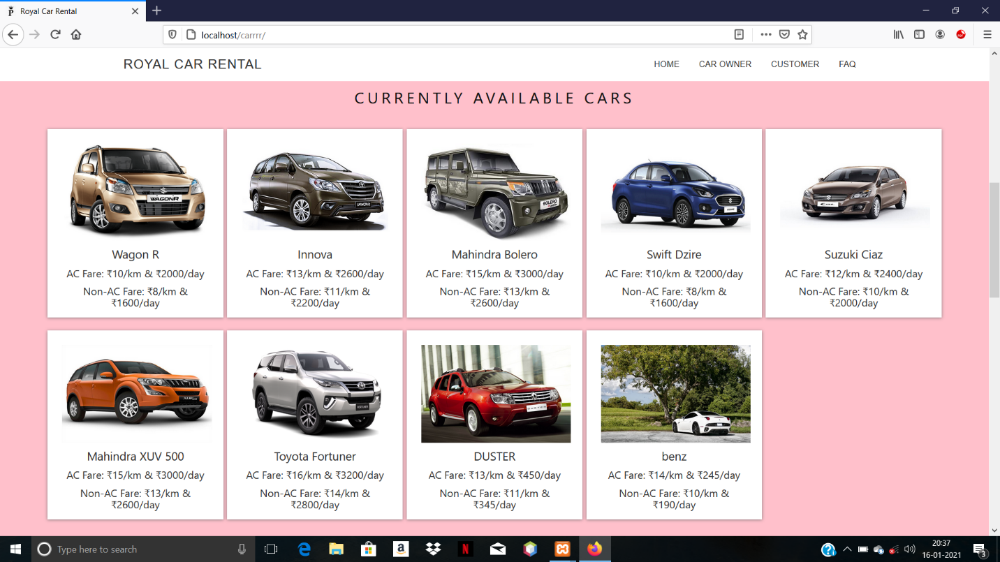 Royal Car Rental
localhost/carrrr/
ROYAL CAR RENTAL
HOME
CAR OWNER
CUSTOMER
FAQ
CURRENTLY AVAILABLE CARS
WAGONR
INNOVA
BOLERO
CIAZ
Wagon R
Innova
Mahindra Bolero
Swift Dzire
Suzuki Ciaz
AC Fare: ₹10/km & ₹2000/day
AC Fare: ₹13/km & ₹2600/day
AC Fare: ₹15/km & ₹3000/day
AC Fare: ₹10/km & ₹2000/day
AC Fare: ₹12/km & ₹2400/day
Non-AC Fare: ₹8/km &
₹1600/day
Non-AC Fare: ₹11/km &
₹2200/day
Non-AC Fare: ₹13/km &
₹2600/day
Non-AC Fare: ₹8/km &
₹1600/day
Non-AC Fare: ₹10/km &
₹2000/day
FORTUNER
DUSTER
Mahindra XUV 500
Toyota Fortuner
DUSTER
benz
AC Fare: ₹15/km & ₹3000/day
AC Fare: ₹16/km & ₹3200/day
AC Fare: ₹13/km & ₹450/day
AC Fare: ₹14/km & ₹245/day
Non-AC Fare: ₹13/km &
₹2600/day
Non-AC Fare: ₹14/km &
₹2800/day
Non-AC Fare: ₹11/km &
₹345/day
Non-AC Fare: ₹10/km &
₹190/day
Type here to search
20:37
16-01-2021
3